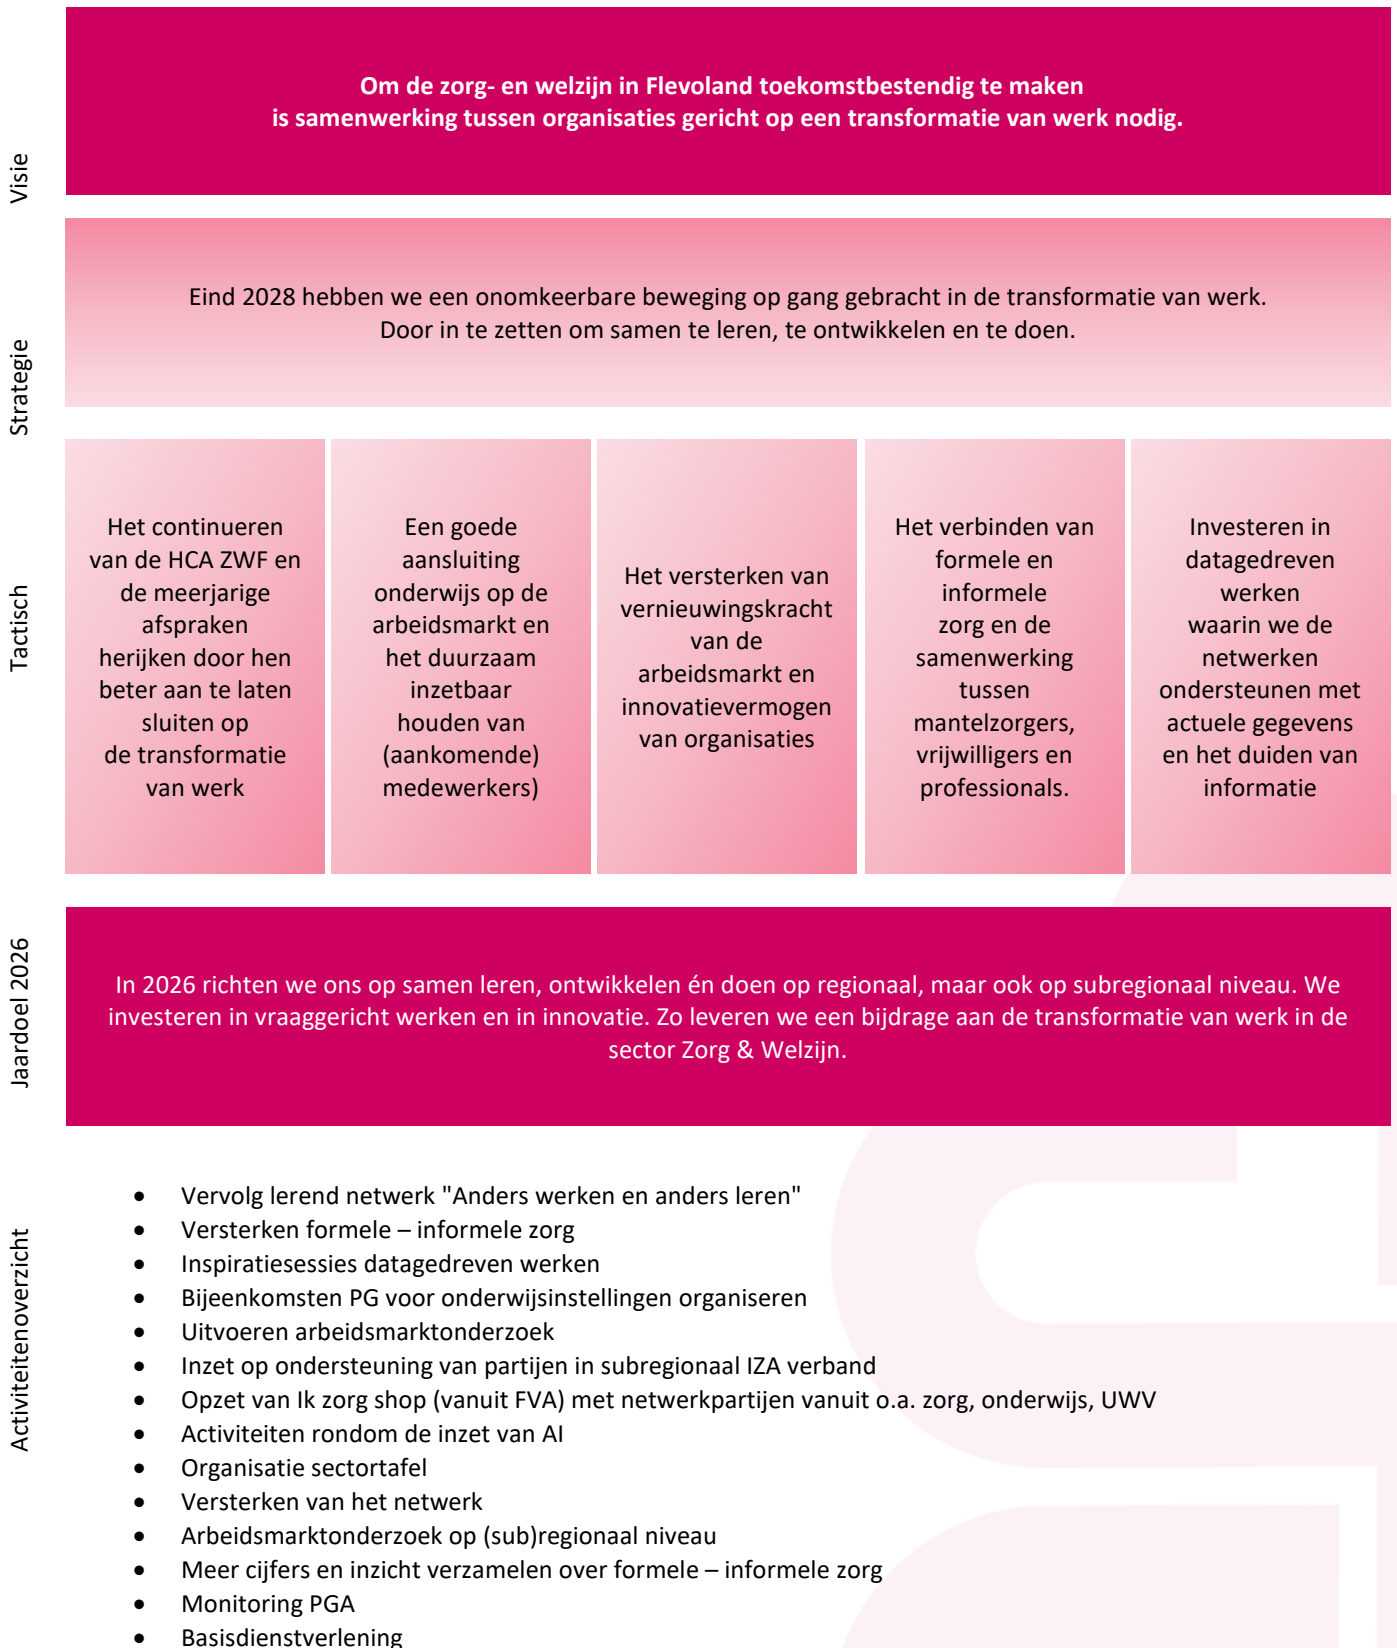 Visie
Om de zorg- en welzijn in Flevoland toekomstbestendig te maken
is samenwerking tussen organisaties gericht op een transformatie van werk nodig.
Strategie
Eind 2028 hebben we een onomkeerbare beweging op gang gebracht in de transformatie van werk.
Door in te zetten om samen te leren, te ontwikkelen en te doen.
Tactisch
Het continueren
van de HCA ZWF en
de meerjarige
afspraken
herijken door hen
beter aan te laten
sluiten op
de transformatie
van werk
Een goede
aansluiting
onderwijs op de
arbeidsmarkt en
het duurzaam
inzetbaar
houden van
(aankomende)
medewerkers)
Het versterken van
vernieuwingskracht
van de
arbeidsmarkt en
innovatievermogen
van organisaties
Het verbinden van
formele en
informele
zorg en de
samenwerking
tussen
mantelzorgers,
vrijwilligers en
professionals.
Investeren in
datagedreven
werken
waarin we de
netwerken
ondersteunen met
actuele gegevens
en het duiden van
informatie
Jaardoel 2026
In 2026 richten we ons op samen leren, ontwikkelen én doen op regionaal, maar ook op subregionaal niveau. We
investeren in vraaggericht werken en in innovatie. Zo leveren we een bijdrage aan de transformatie van werk in de
sector Zorg & Welzijn.
Activiteitenoverzicht
• Vervolg lerend netwerk "Anders werken en anders leren"
• Versterken formele – informele zorg
• Inspiratiesessies datagedreven werken
• Bijeenkomsten PG voor onderwijsinstellingen organiseren
• Uitvoeren arbeidsmarktonderzoek
• Inzet op ondersteuning van partijen in subregionaal IZA verband
• Opzet van Ik zorg shop (vanuit FVA) met netwerkpartijen vanuit o.a. zorg, onderwijs, UWV
• Activiteiten rondom de inzet van AI
• Organisatie sectortafel
• Versterken van het netwerk
• Arbeidsmarktonderzoek op (sub)regionaal niveau
• Meer cijfers en inzicht verzamelen over formele – informele zorg
• Monitoring PGA
• Basisdienstverlening